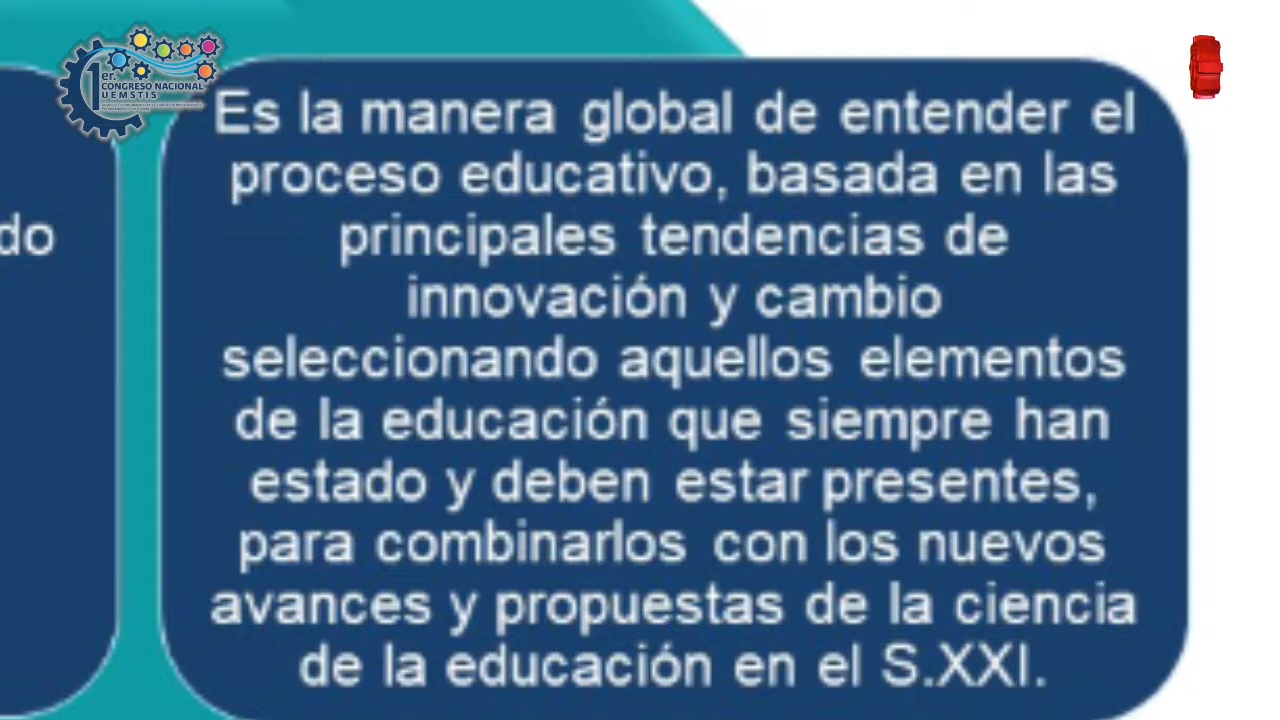 1er.
CONGRESO NACIONAL
UEMSTIS
do
Es la manera global de entender el
proceso educativo, basada en las
principales tendencias de
innovación y cambio
seleccionando aquellos elementos
de la educación que siempre han
estado y deben estar presentes,
para combinarlos con los nuevos
avances y propuestas de la ciencia
de la educación en el S.XXI.